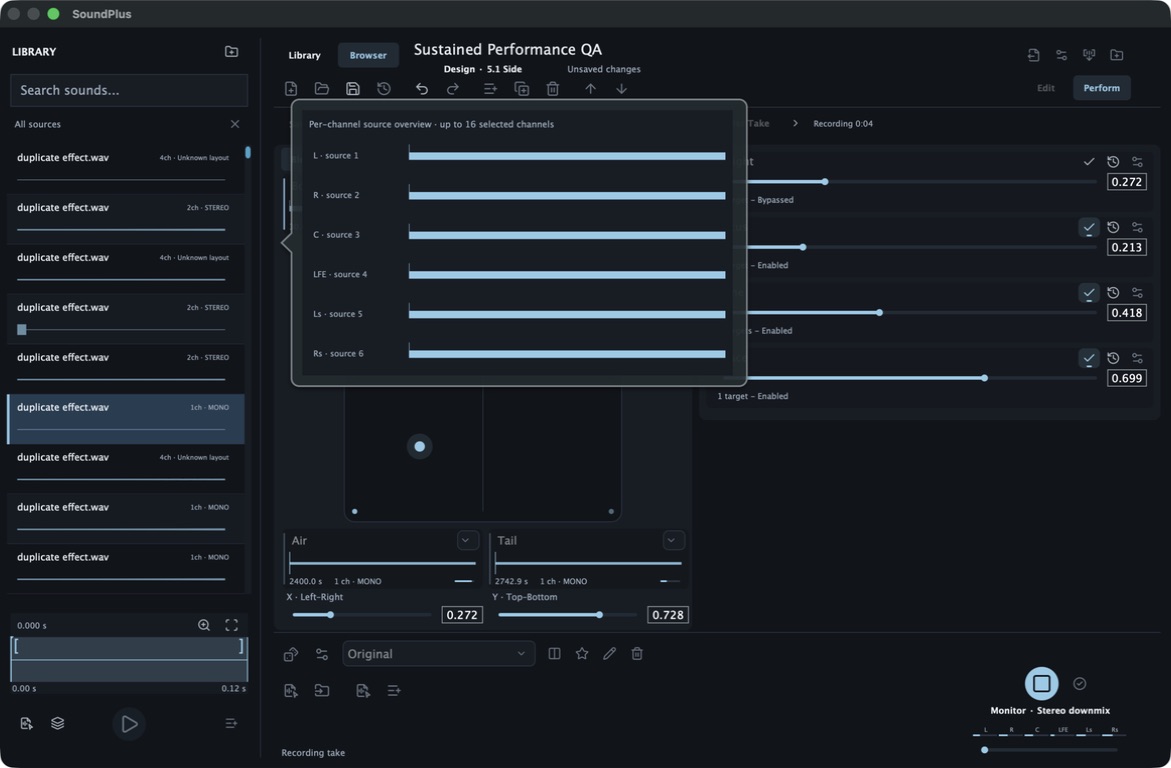 SoundPlus
LIBRARY
Search sounds...
All sources
duplicate effect.wav
4ch · Unknown layout
duplicate effect.wav
2ch · STEREO
duplicate effect.wav
4ch · Unknown layout
duplicate effect.wav
2ch · STEREO
duplicate effect.wav
2ch · STEREO
duplicate effect.wav
1ch · MONO
duplicate effect.wav
4ch · Unknown layout
duplicate effect.wav
1ch · MONO
duplicate effect.wav
1ch · MONO
0.000 s
[ ]
0.00 s
0.12 s
Library
Browser
Sustained Performance QA
Design · 5.1 Side
Unsaved changes
Edit
Perform
Per-channel source overview · up to 16 selected channels
L · source 1
R · source 2
C · source 3
LFE · source 4
Ls · source 5
Rs · source 6
Take
Recording 0:04
0.272
– Bypassed
0.213
– Enabled
0.418
– Enabled
0.699
1 target – Enabled
Air
2400.0 s 1 ch · MONO
Tail
2742.9 s 1 ch · MONO
X · Left-Right
0.272
Y · Top-Bottom
0.728
Original
Monitor · Stereo downmix
L R C LFE Ls Rs
Recording take